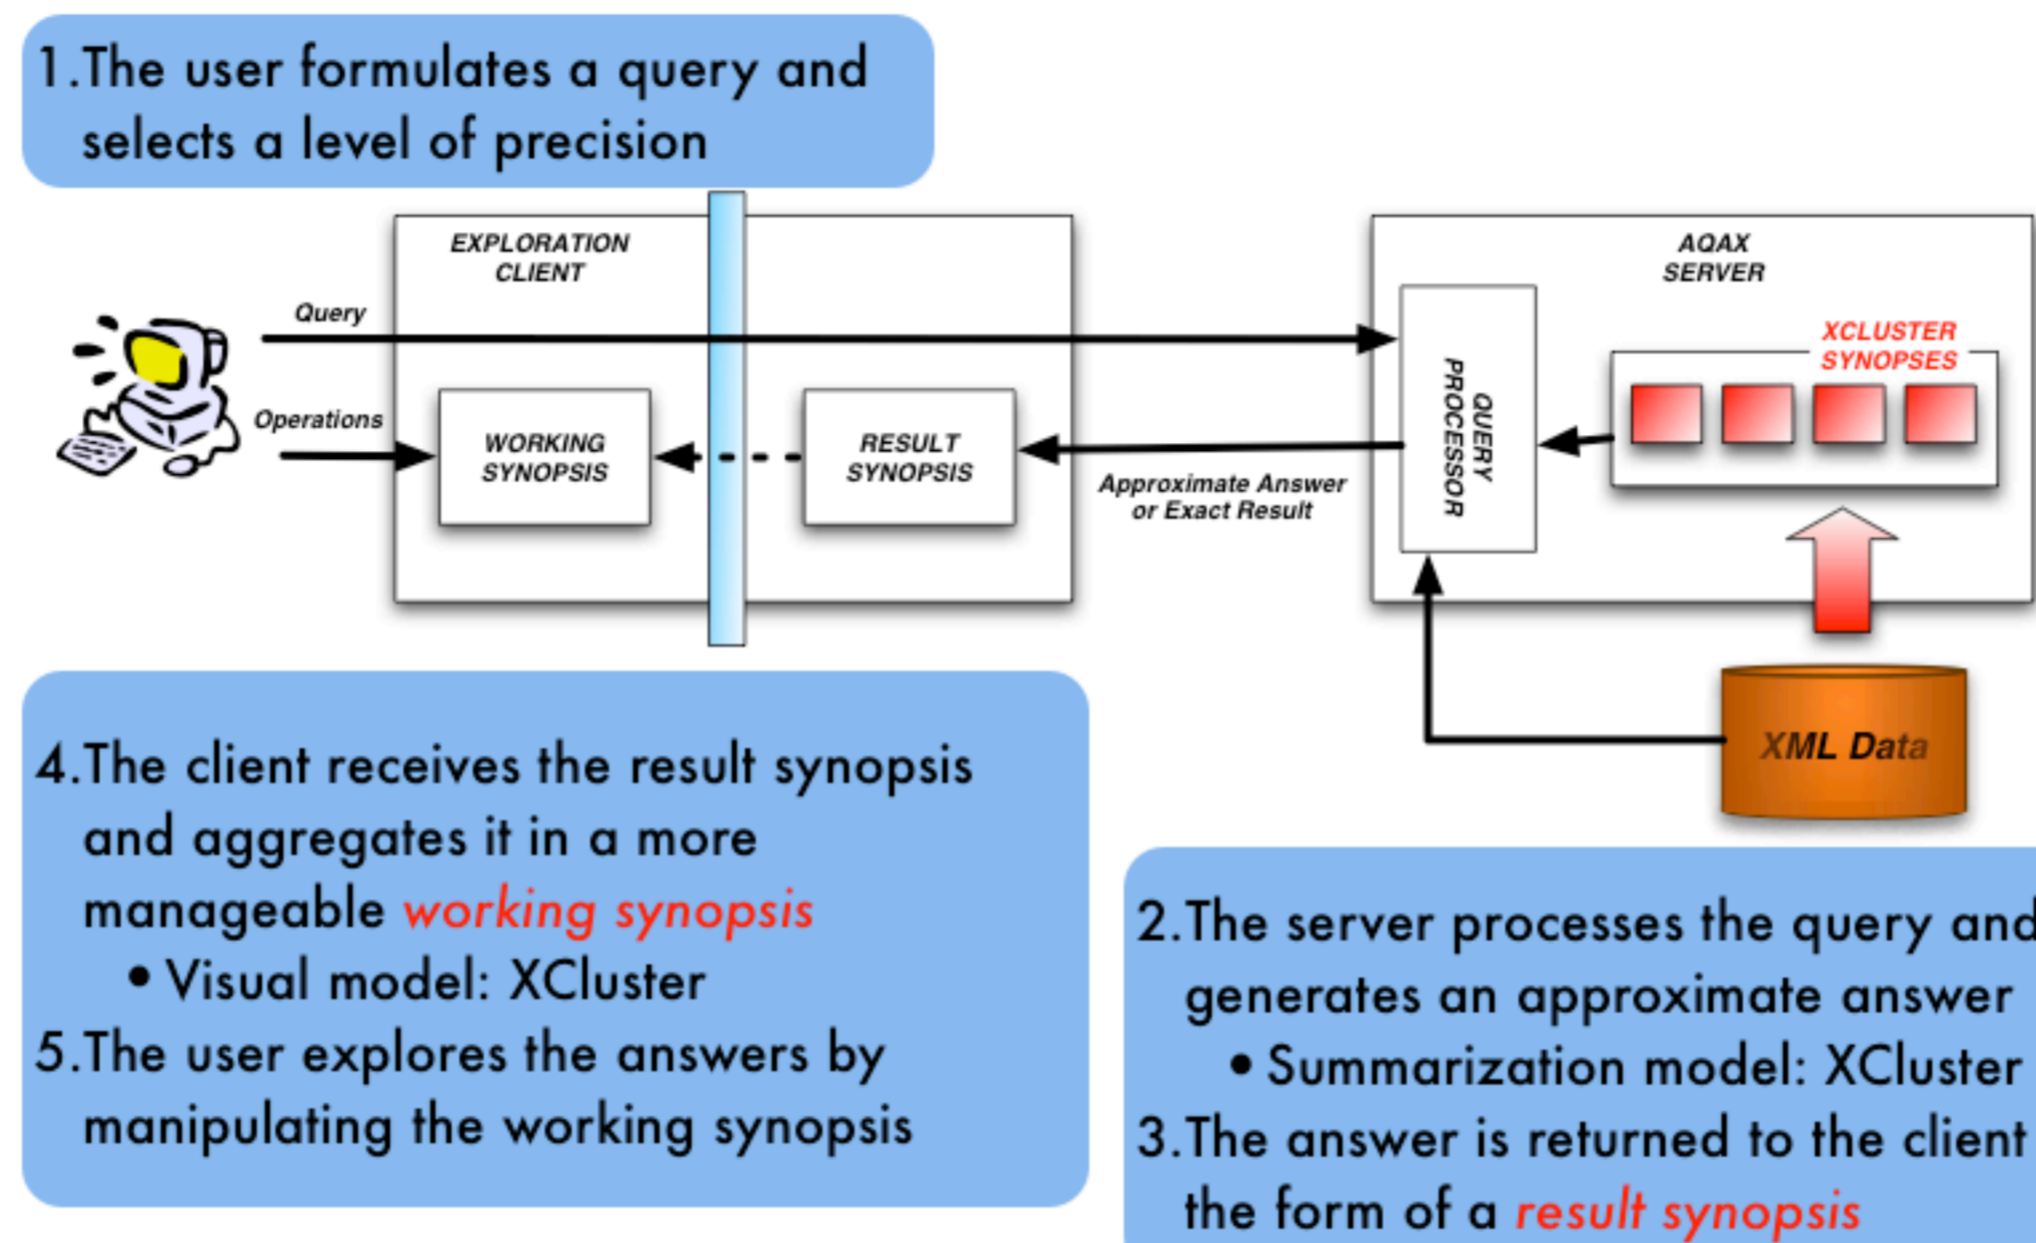 1.The user formulates a query and
selects a level of precision
EXPLORATION
CLIENT
AQAX
SERVER
Query
XCLUSTER
SYNOPSES
Operations
WORKING
SYNOPSIS
RESULT
SYNOPSIS
QUERY
PROCESSOR
Approximate Answer
or Exact Result
XML Data
4.The client receives the result synopsis
and aggregates it in a more
manageable working synopsis
• Visual model: XCluster
5.The user explores the answers by
manipulating the working synopsis
2.The server processes the query and
generates an approximate answer
• Summarization model: XCluster
3.The answer is returned to the client
the form of a result synopsis